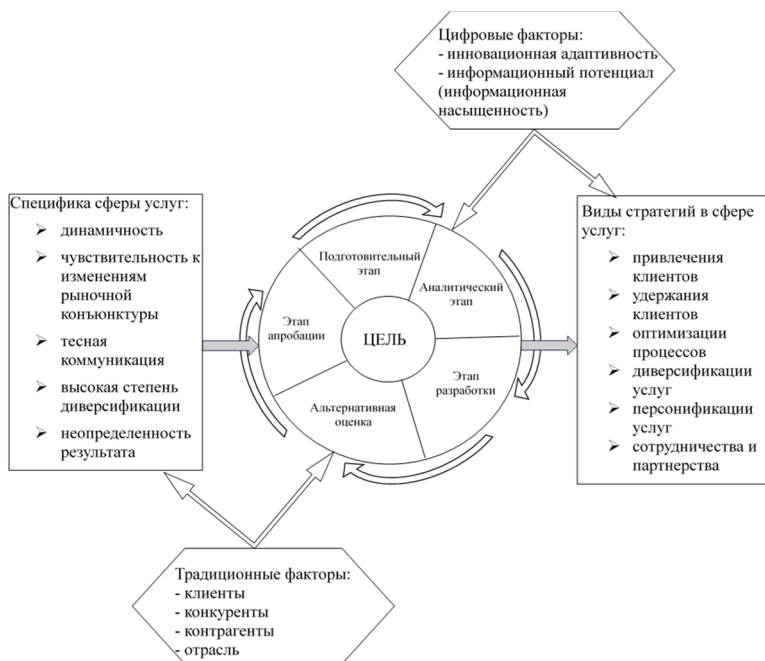 Цифровые факторы:
- инновационная адаптивность
- информационный потенциал
(информационная
насыщенность)
Специфика сферы услуг:
динамичность
чувствительность к
изменениям
рыночной
конъюнктуры
тесная
коммуникация
высокая степень
диверсификации
неопределенность
результата
Подготовительный
этап
Аналитический
этап
Этап
апробации
ЦЕЛЬ
Этап
разработки
Альтернативная
оценка
Виды стратегий в сфере
услуг:
привлечения
клиентов
удержания
клиентов
оптимизации
процессов
диверсификации
услуг
персонификации
услуг
сотрудничества и
партнерства
Традиционные факторы:
- клиенты
- конкуренты
- контрагенты
- отрасль